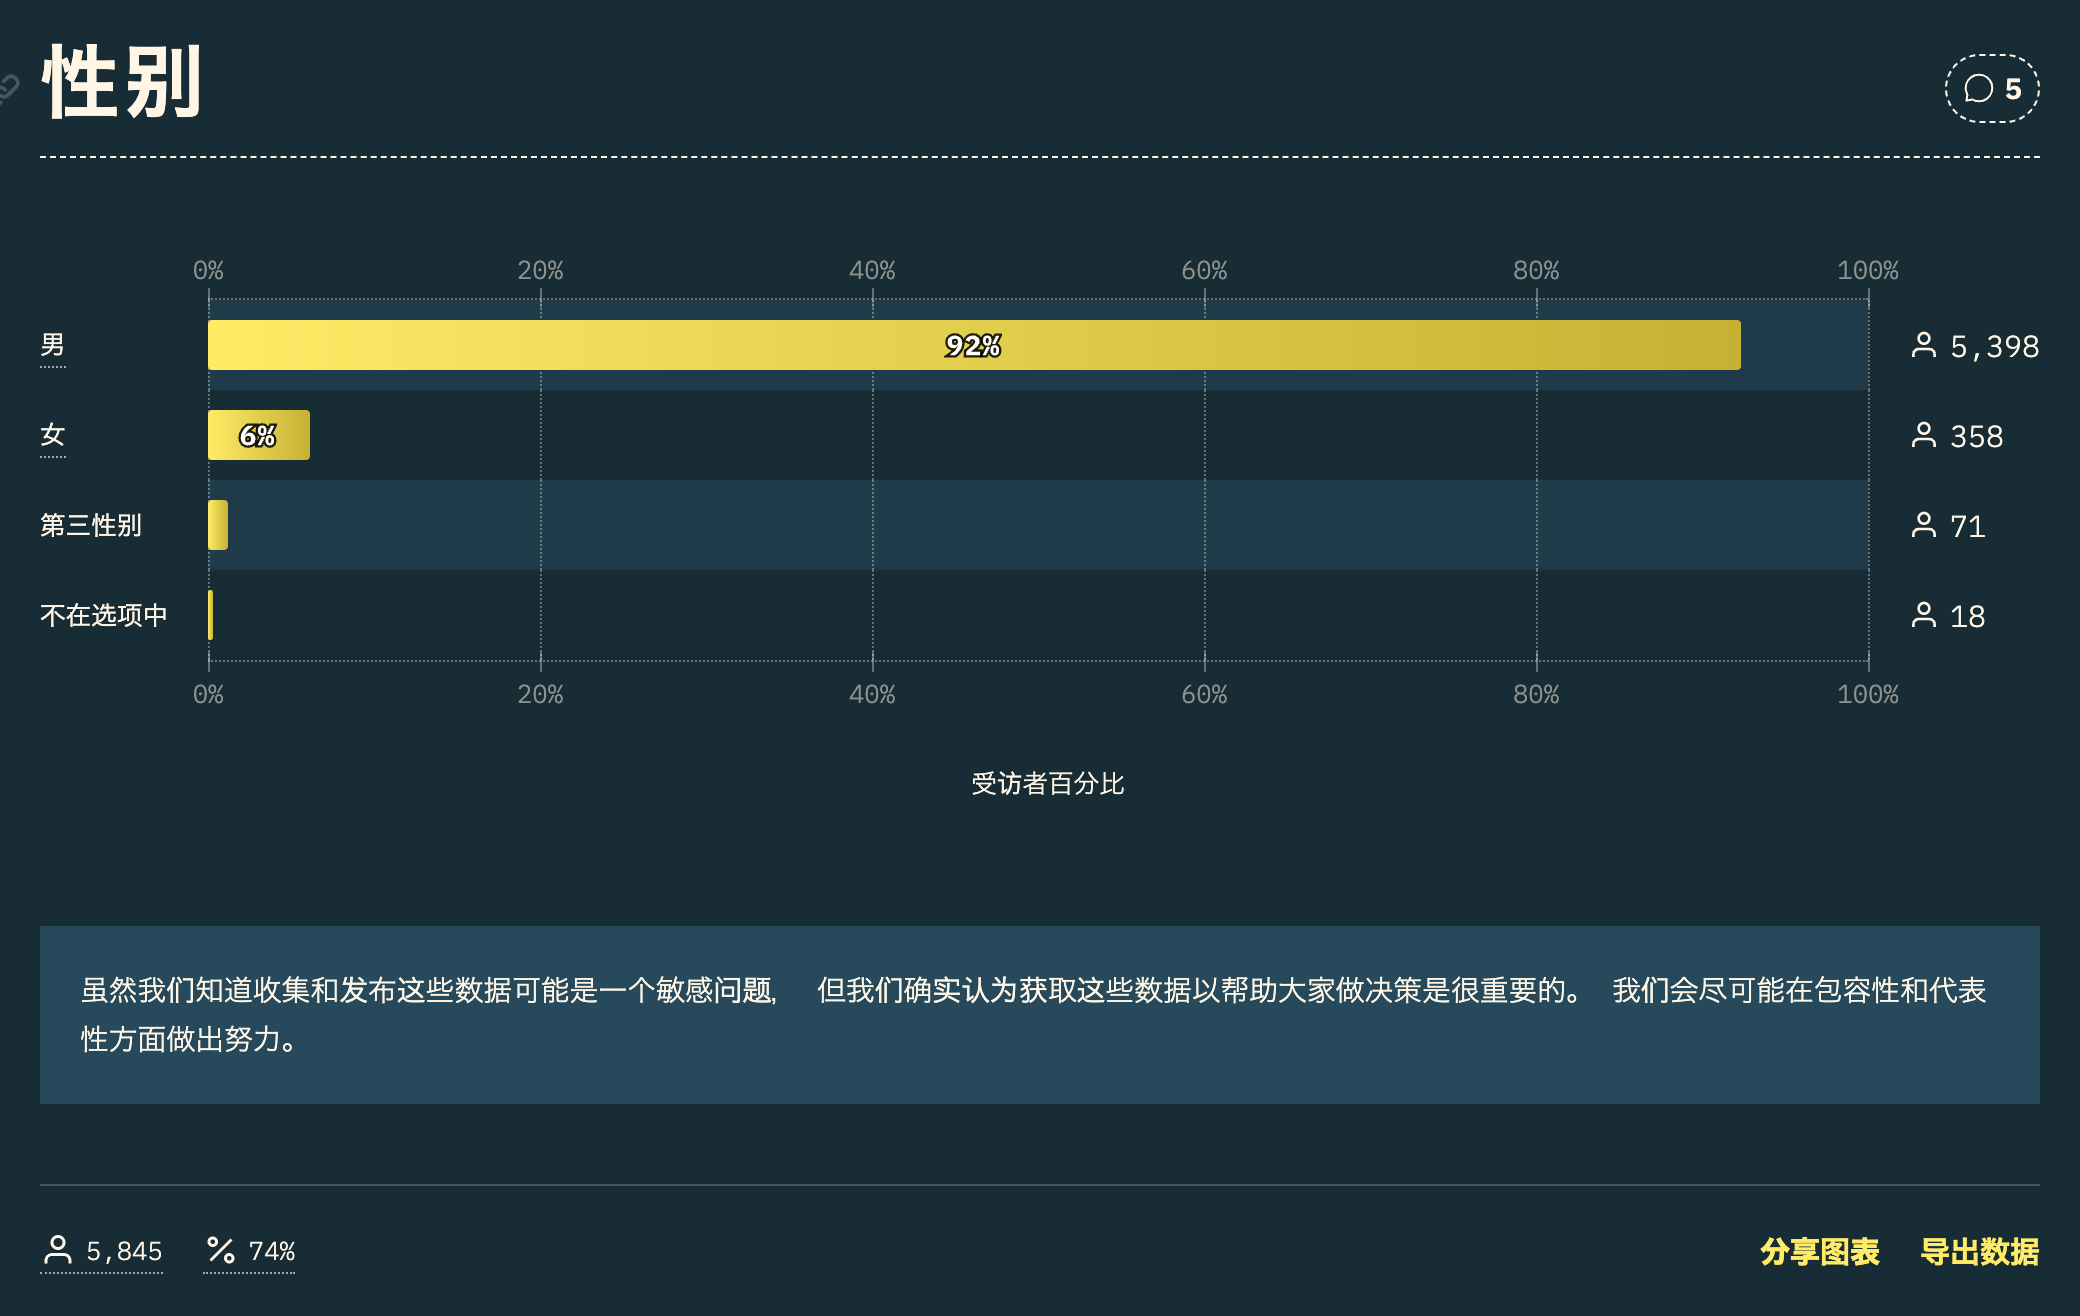 性别
5
0% 20% 40% 60% 80% 100%
男 92% 5,398
女 6% 358
第三性别 71
不在选项中 18
0% 20% 40% 60% 80% 100%
受访者百分比
虽然我们知道收集和发布这些数据可能是一个敏感问题, 但我们确实认为获取这些数据以帮助大家做决策是很重要的。 我们会尽可能在包容性和代表
性方面做出努力。
5,845 74% 分享图表 导出数据